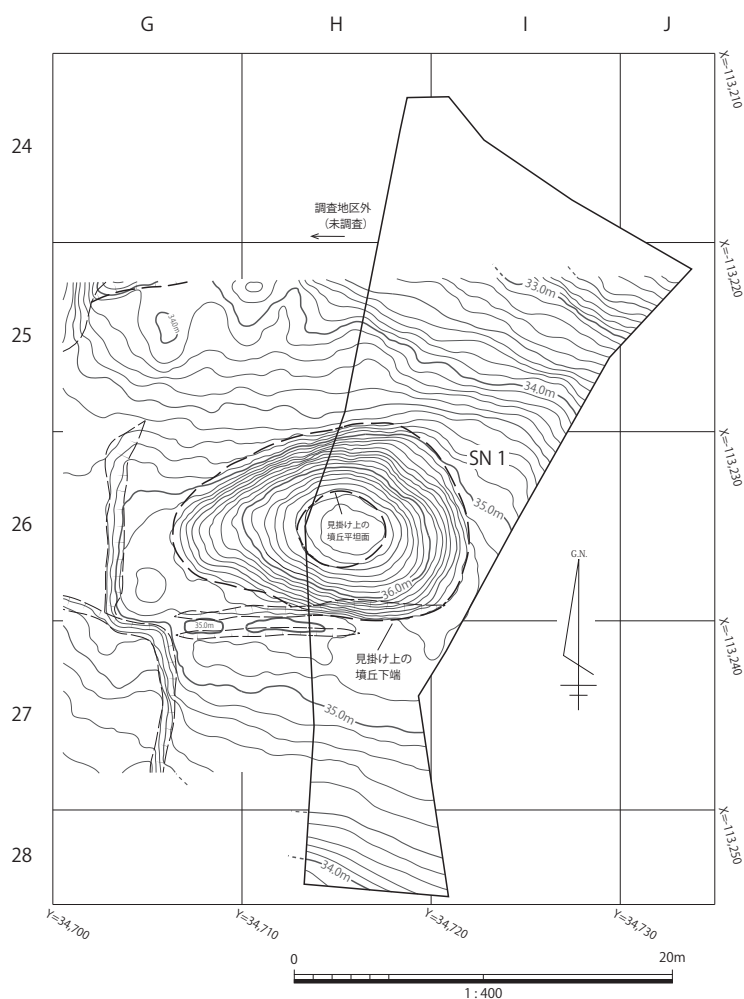 G H I J
X=-113,210
24
調査地区外
（未調査）
X=-113,220
33.0m
34.0m
25
34.0m
X=-113,230
SN 1
35.0m
26
見掛け上の
墳丘平坦面
G.N.
36.0m
35.0m
X=-113,240
見掛け上の
墳丘下端
35.0m
27
X=-113,250
28
34.0m
Y=34,700 Y=34,710 Y=34,720 Y=34,730
0 20m
1 : 400